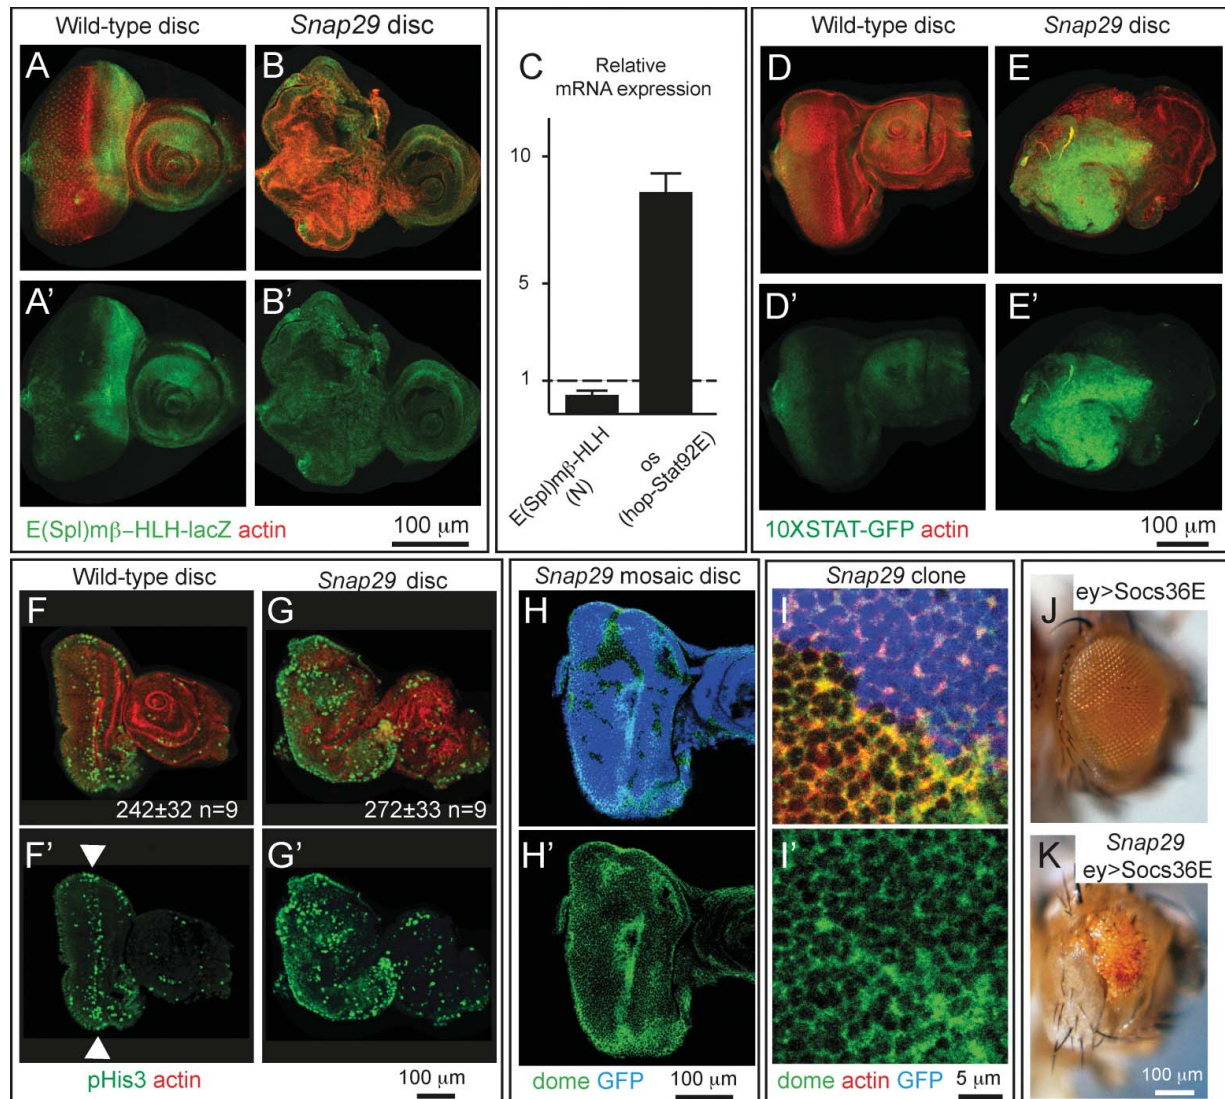 Wild-type disc
Snap29 disc
A
B
A'
B'
E(Spl)mβ–HLH-lacZ actin
100 µm
C
Relative
mRNA expression
10
5
1
E(Spl)mβ-HLH
(N)
os
(hop-Stat92E)
Wild-type disc
Snap29 disc
D
E
D'
E'
10XSTAT-GFP actin
100 µm
Wild-type disc
Snap29 disc
F
G
242±32 n=9
272±33 n=9
F'
G'
pHis3 actin
100 µm
Snap29 mosaic disc
H
H'
dome GFP
100 µm
Snap29 clone
I
I'
dome actin GFP
5 µm
J
ey>Socs36E
K
Snap29
ey>Socs36E
100 µm